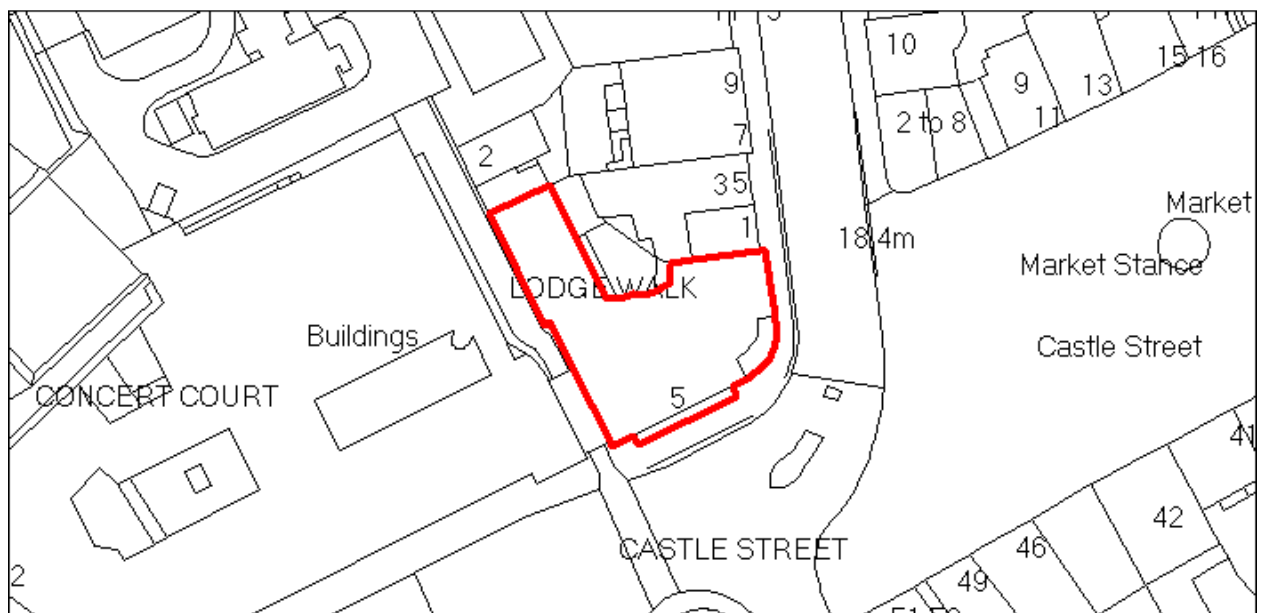 10
15 16
9
9
13
11
2 to 8
7
2
35
Market
1
18.4m
Market Stance
LODGE WALK
Buildings
Castle Street
CONCERT COURT
5
41
42
CASTLE STREET
46
2
49